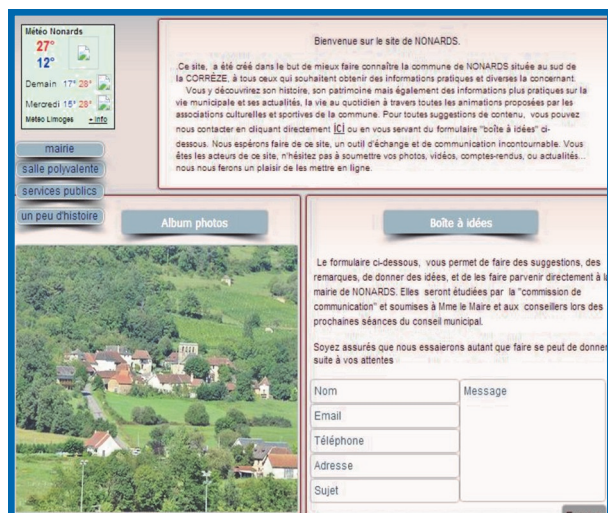 Météo Nonards
27°
12°
Demain 17° 28°
Mercredi 15° 28°
Météo Limoges + Info
mairie
salle polyvalente
services publics
un peu d'histoire
Bienvenue sur le site de NONARDS.
.Ce site, a été créé dans le but de mieux faire connaître la commune de NONARDS située au sud de
la CORRÈZE, à tous ceux qui souhaitent obtenir des informations pratiques et diverses la concernant.
Vous y découvrirez son histoire, son patrimoine mais également des informations plus pratiques sur la
vie municipale et ses actualités, la vie au quotidien à travers toutes les animations proposées par les
associations culturelles et sportives de la commune. Pour toutes suggestions de contenu, vous pouvez
nous contacter en cliquant directement ICI ou en vous servant du formulaire "boîte à idées" ci-
dessous. Nous espérons faire de ce site, un outil d'échange et de communication incontournable. Vous
êtes les acteurs de ce site, n'hésitez pas à soumettre vos photos, vidéos, comptes-rendus, ou actualités...
nous nous ferons un plaisir de les mettre en ligne.
Album photos
Boîte à idées
Le formulaire ci-dessous, vous permet de faire des suggestions, des
remarques, de donner des idées, et de les faire parvenir directement à la
mairie de NONARDS. Elles seront étudiées par la "commission de
communication" et soumises à Mme le Maire et aux conseillers lors des
prochaines séances du conseil municipal.
Soyez assurés que nous essaierons autant que faire se peut de donner
suite à vos attentes
Nom
Email
Téléphone
Adresse
Sujet
Message